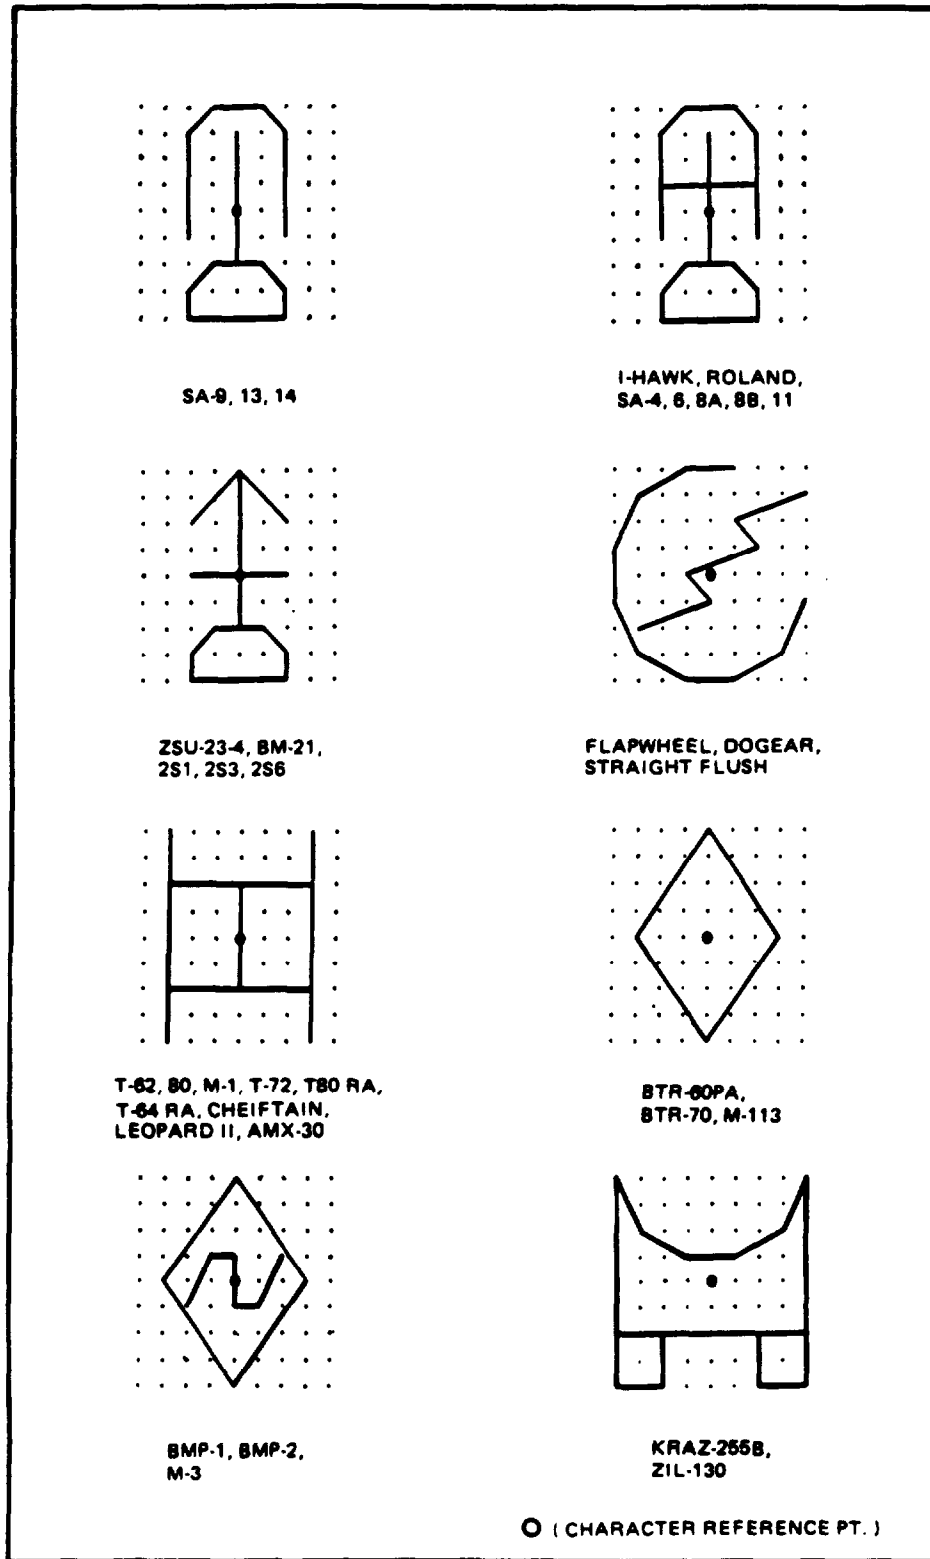 SA-9, 13, 14
I-HAWK, ROLAND,
SA-4, 6, 8A, 8B, 11
ZSU-23-4, BM-21,
2S1, 2S3, 2S6
FLAPWHEEL, DOGEAR,
STRAIGHT FLUSH
T-62, 80, M-1, T-72, T80 RA,
T-64 RA, CHEIFTAIN,
LEOPARD II, AMX-30
BTR-60PA,
BTR-70, M-113
BMP-1, BMP-2,
M-3
KRAZ-255B,
ZIL-130
O ( CHARACTER REFERENCE PT. )